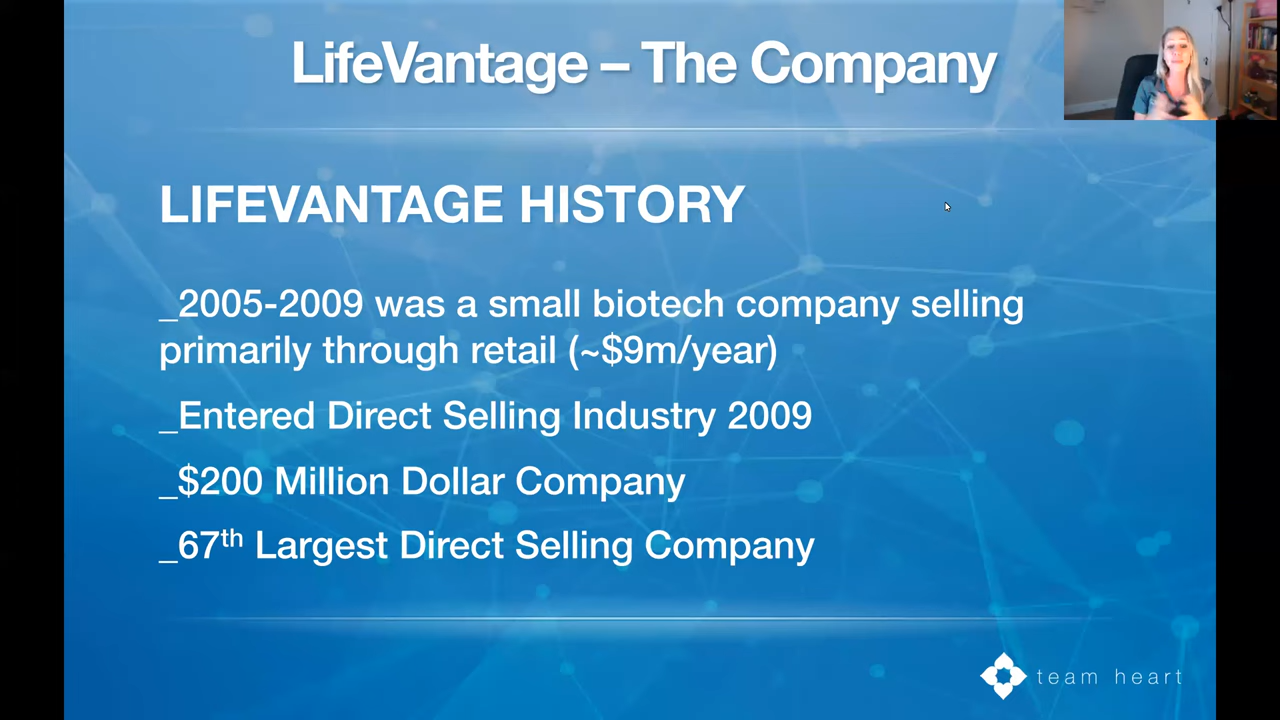 LifeVantage – The Company
LIFEVANTAGE HISTORY
_2005-2009 was a small biotech company selling
primarily through retail (~$9m/year)
_Entered Direct Selling Industry 2009
_$200 Million Dollar Company
_67th Largest Direct Selling Company
team heart